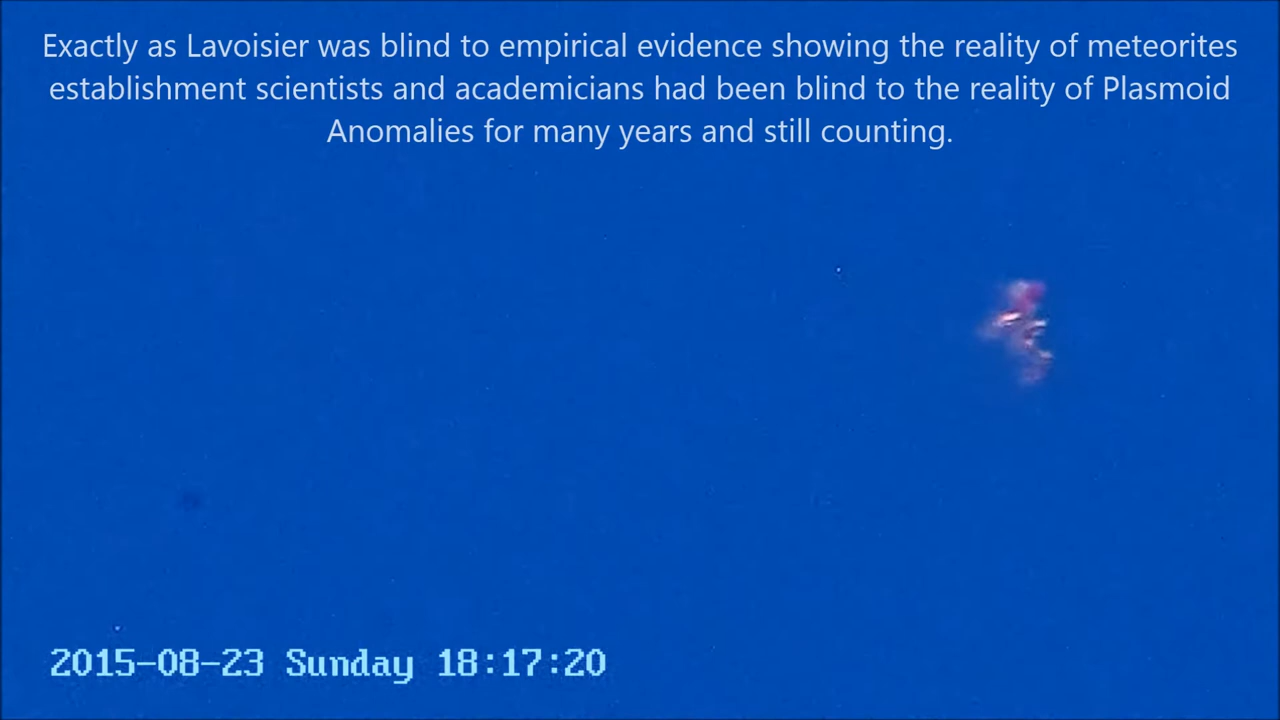 Exactly as Lavoisier was blind to empirical evidence showing the reality of meteorites
establishment scientists and academicians had been blind to the reality of Plasmoid
Anomalies for many years and still counting.
2015-08-23 Sunday 18:17:20